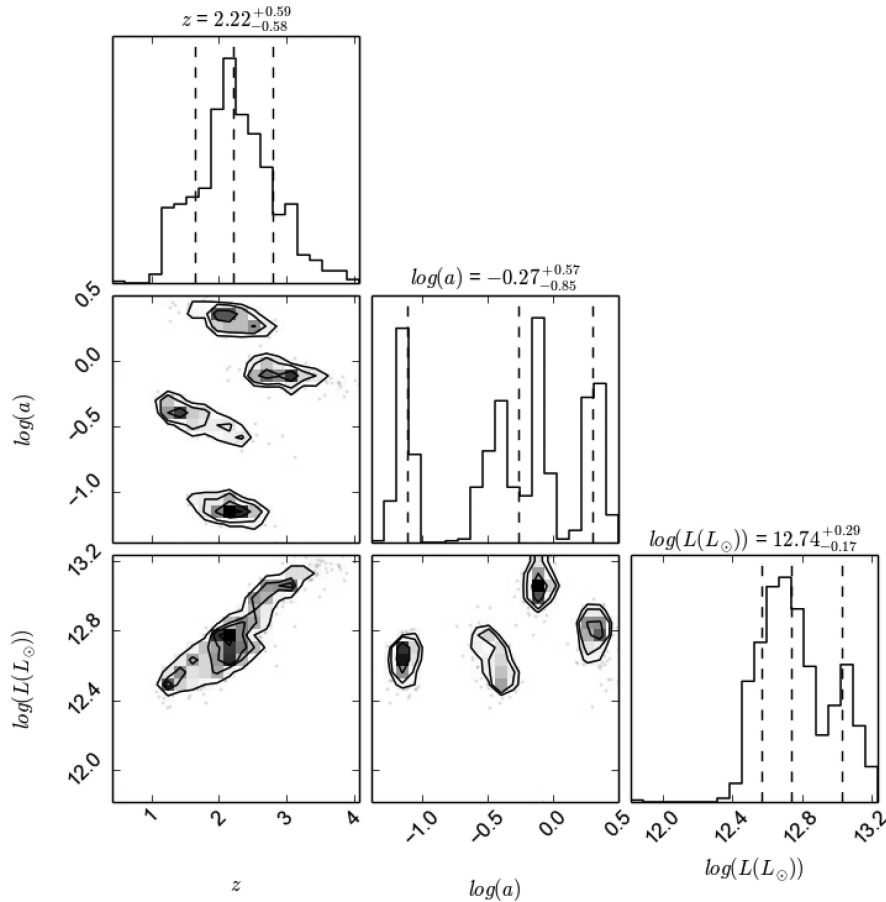 z = 2.22^{+0.59}_{-0.58}
0.5
0.0
−0.5
−1.0
log(a)
log(a) = −0.27^{+0.57}_{-0.85}
13.2
12.8
12.4
12.0
log(L(L_⊙))
log(L(L_⊙)) = 12.74^{+0.29}_{-0.17}
1 2 3 4
z
−1.0 −0.5 0.0 0.5
log(a)
12.0 12.4 12.8 13.2
log(L(L_⊙))